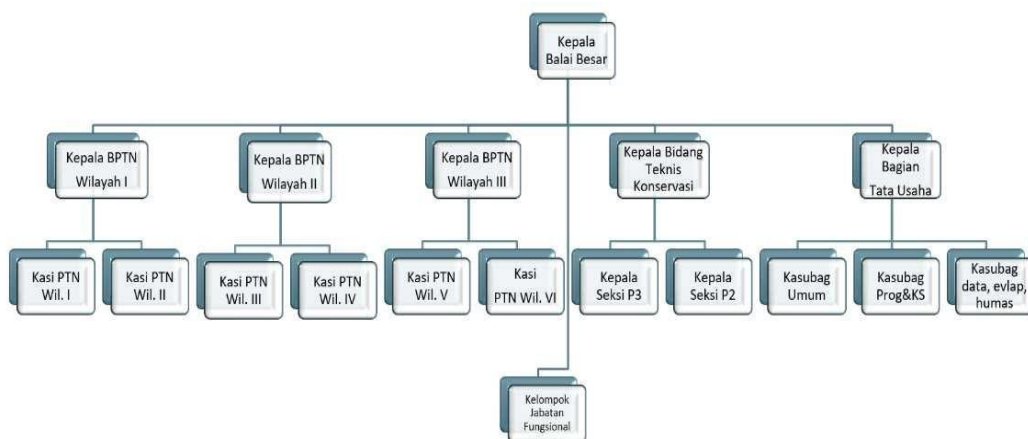 Kepala
Balai Besar
Kepala BPTN
Wilayah I
Kepala BPTN
Wilayah II
Kepala BPTN
Wilayah III
Kepala Bidang
Teknis
Konservasi
Kepala
Bagian
Tata Usaha
Kasi PTN
Wil. I
Kasi PTN
Wil. II
Kasi PTN
Wil. III
Kasi PTN
Wil. IV
Kasi PTN
Wil. V
Kasi
PTN Wil. VI
Kepala
Seksi P3
Kepala
Seksi P2
Kasubag
Umum
Kasubag
Prog&KS
Kasubag
data, evlap,
humas
Kelompok
Jabatan
Fungsional